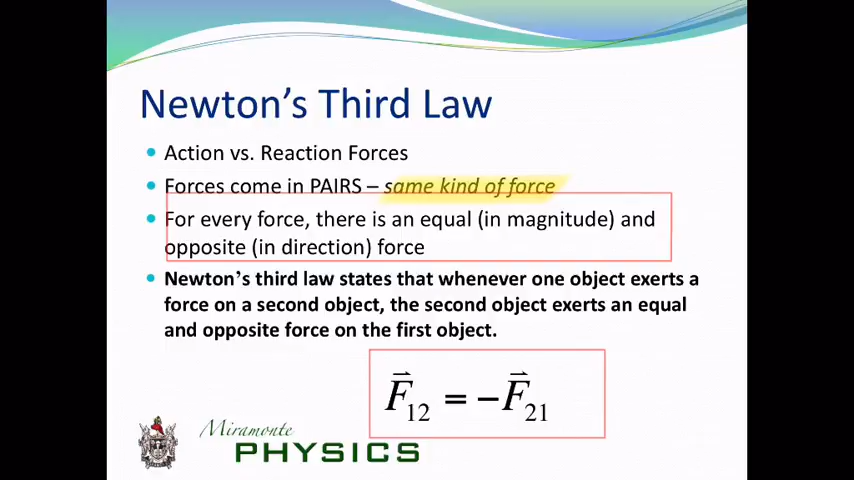 Newton's Third Law
• Action vs. Reaction Forces
• Forces come in PAIRS – same kind of force
• For every force, there is an equal (in magnitude) and
opposite (in direction) force
• Newton's third law states that whenever one object exerts a
force on a second object, the second object exerts an equal
and opposite force on the first object.
F⃗₁₂ = −F⃗₂₁
Miramonte
PHYSICS